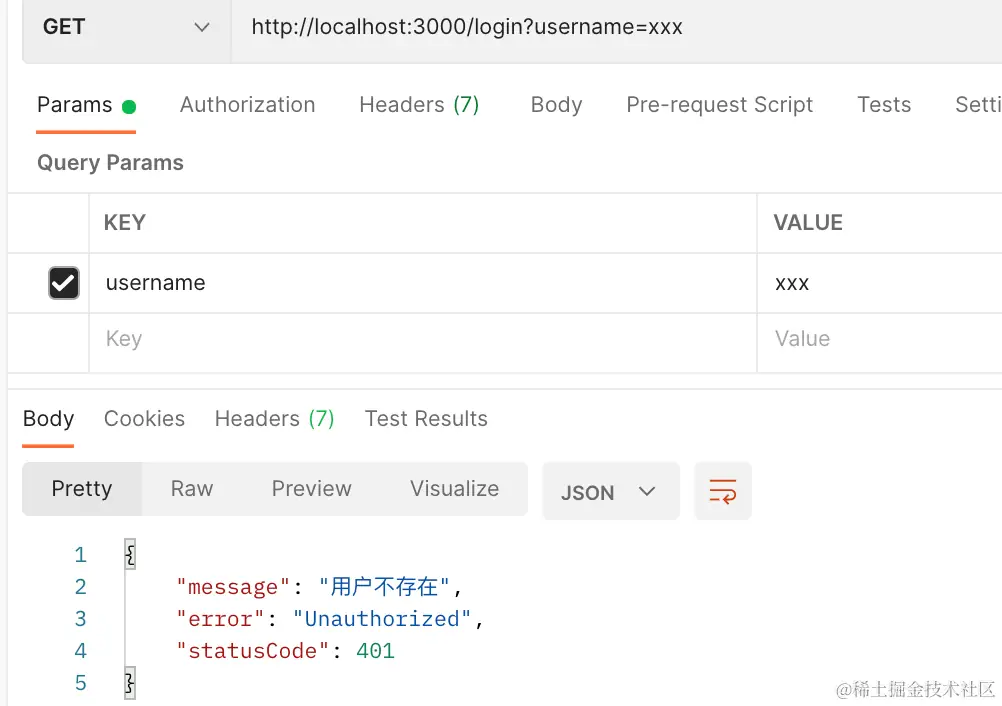 GET http://localhost:3000/login?username=xxx
Params Authorization Headers (7) Body Pre-request Script Tests Setti
Query Params
KEY VALUE
username xxx
Key Value
Body Cookies Headers (7) Test Results
Pretty Raw Preview Visualize JSON
1 {
2 "message": "用户不存在",
3 "error": "Unauthorized",
4 "statusCode": 401
5 }
@稀土掘金技术社区